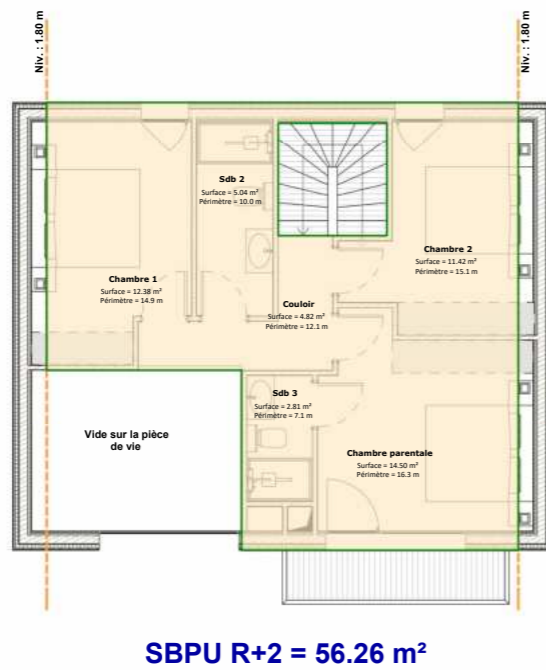 Niv. : 1.80 m
Niv. : 1.80 m
Sdb 2
Surface = 5.04 m²
Périmètre = 10.0 m
Chambre 2
Surface = 11.42 m²
Périmètre = 15.1 m
Chambre 1
Surface = 12.38 m²
Périmètre = 14.9 m
Couloir
Surface = 4.82 m²
Périmètre = 12.1 m
Sdb 3
Surface = 2.81 m²
Périmètre = 7.1 m
Vide sur la pièce
de vie
Chambre parentale
Surface = 14.50 m²
Périmètre = 16.3 m
SBPU R+2 = 56.26 m²